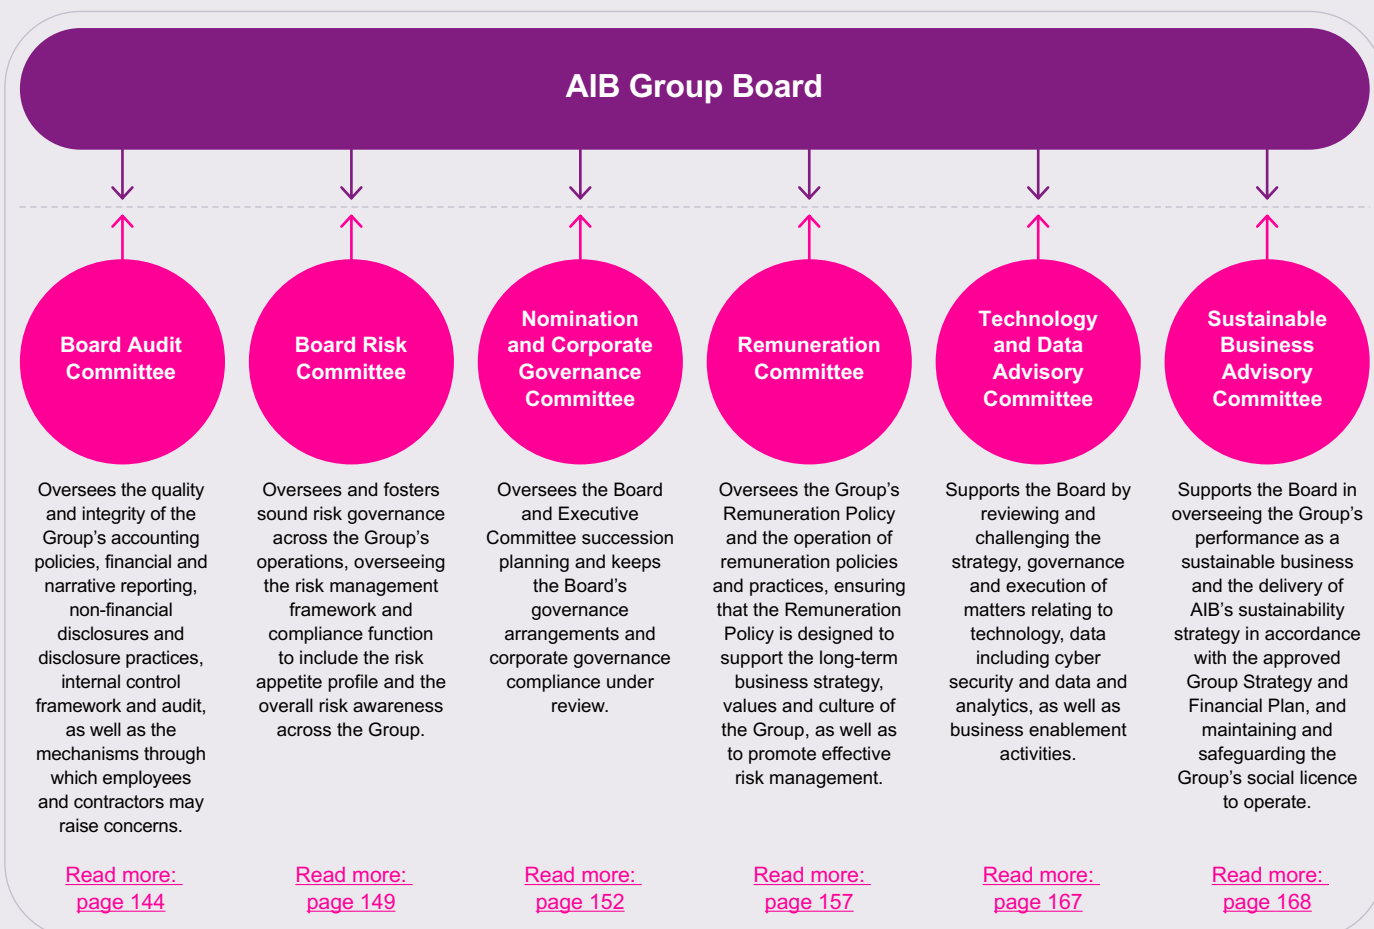 AIB Group Board
Board Audit
Committee
Oversees the quality
and integrity of the
Group’s accounting
policies, financial and
narrative reporting,
non-financial
disclosures and
disclosure practices,
internal control
framework and audit,
as well as the
mechanisms through
which employees
and contractors may
raise concerns.
Read more:
page 144
Board Risk
Committee
Oversees and fosters
sound risk governance
across the Group’s
operations, overseeing
the risk management
framework and
compliance function
to include the risk
appetite profile and the
overall risk awareness
across the Group.
Read more:
page 149
Nomination
and Corporate
Governance
Committee
Oversees the Board
and Executive
Committee succession
planning and keeps
the Board’s
governance
arrangements and
corporate governance
compliance under
review.
Read more:
page 152
Remuneration
Committee
Oversees the Group’s
Remuneration Policy
and the operation of
remuneration policies
and practices, ensuring
that the Remuneration
Policy is designed to
support the long-term
business strategy,
values and culture of
the Group, as well as
to promote effective
risk management.
Read more:
page 157
Technology
and Data
Advisory
Committee
Supports the Board by
reviewing and
challenging the
strategy, governance
and execution of
matters relating to
technology, data
including cyber
security and data and
analytics, as well as
business enablement
activities.
Read more:
page 167
Sustainable
Business
Advisory
Committee
Supports the Board in
overseeing the Group’s
performance as a
sustainable business
and the delivery of
AIB’s sustainability
strategy in accordance
with the approved
Group Strategy and
Financial Plan, and
maintaining and
safeguarding the
Group’s social licence
to operate.
Read more:
page 168